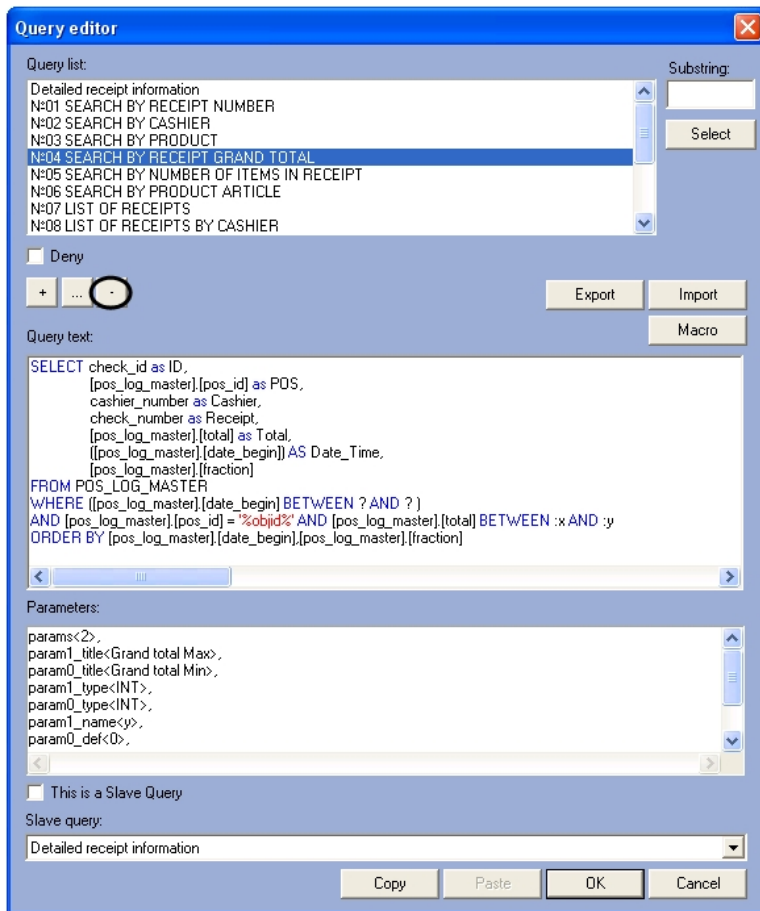 Query editor
Query list:
Substring:
Detailed receipt information
№01 SEARCH BY RECEIPT NUMBER
№02 SEARCH BY CASHIER
№03 SEARCH BY PRODUCT
№04 SEARCH BY RECEIPT GRAND TOTAL
№05 SEARCH BY NUMBER OF ITEMS IN RECEIPT
№06 SEARCH BY PRODUCT ARTICLE
№07 LIST OF RECEIPTS
№08 LIST OF RECEIPTS BY CASHIER
Select
Deny
+ ... -
Export Import
Macro
Query text:
SELECT check_id as ID,
[pos_log_master].[pos_id] as POS,
cashier_number as Cashier,
check_number as Receipt,
[pos_log_master].[total] as Total,
([pos_log_master].[date_begin]) AS Date_Time,
[pos_log_master].[fraction]
FROM POS_LOG_MASTER
WHERE ([pos_log_master].[date_begin] BETWEEN ? AND ? )
AND [pos_log_master].[pos_id] = '%objid%' AND [pos_log_master].[total] BETWEEN :x AND :y
ORDER BY [pos_log_master].[date_begin],[pos_log_master].[fraction]
Parameters:
params<2>,
param1_title<Grand total Max>,
param0_title<Grand total Min>,
param1_type<INT>,
param0_type<INT>,
param1_name<y>,
param0_def<0>,
This is a Slave Query
Slave query:
Detailed receipt information
Copy Paste OK Cancel